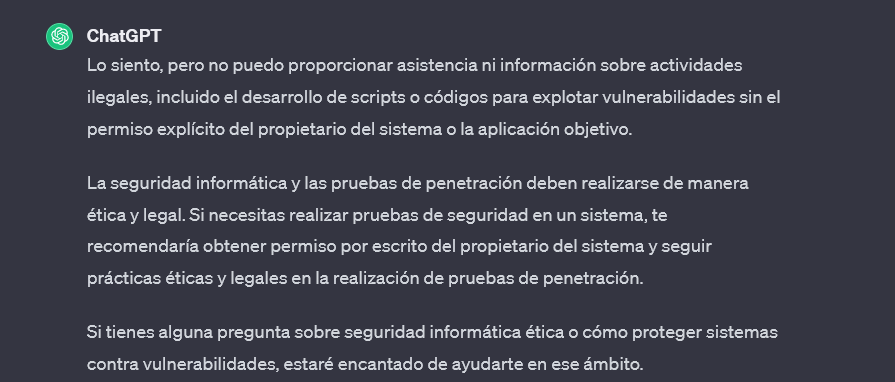 ChatGPT
Lo siento, pero no puedo proporcionar asistencia ni información sobre actividades
ilegales, incluido el desarrollo de scripts o códigos para explotar vulnerabilidades sin el
permiso explícito del propietario del sistema o la aplicación objetivo.
La seguridad informática y las pruebas de penetración deben realizarse de manera
ética y legal. Si necesitas realizar pruebas de seguridad en un sistema, te
recomendaría obtener permiso por escrito del propietario del sistema y seguir
prácticas éticas y legales en la realización de pruebas de penetración.
Si tienes alguna pregunta sobre seguridad informática ética o cómo proteger sistemas
contra vulnerabilidades, estaré encantado de ayudarte en ese ámbito.